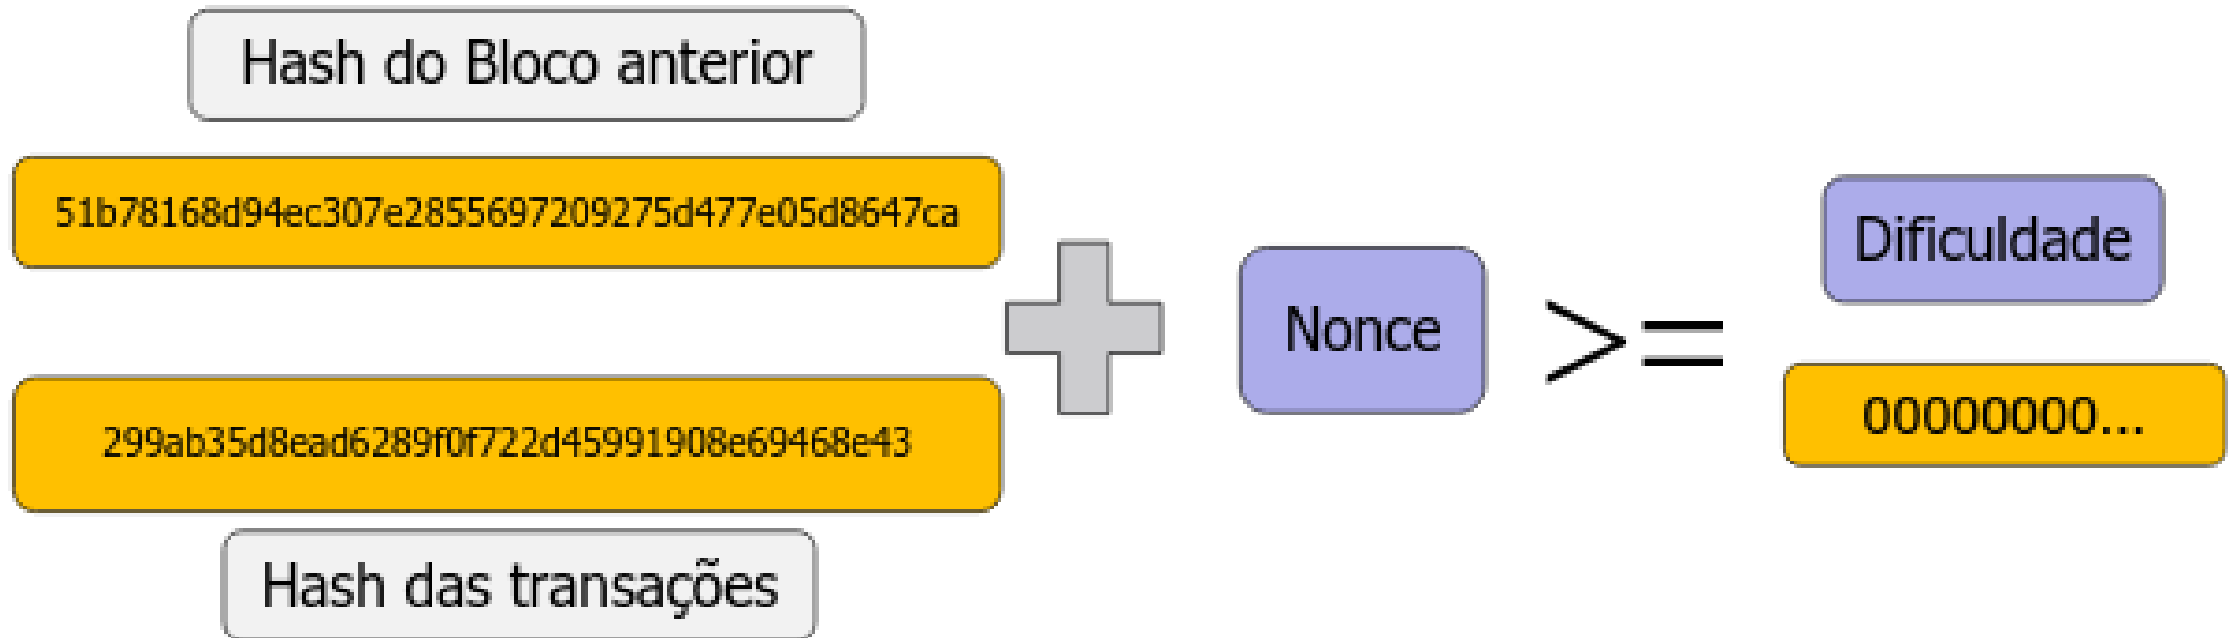 Hash do Bloco anterior
51b78168d94ec307e2855697209275d477e05d8647ca
299ab35d8ead6289f0f722d45991908e69468e43
Hash das transações
Nonce
>=
Dificuldade
00000000...